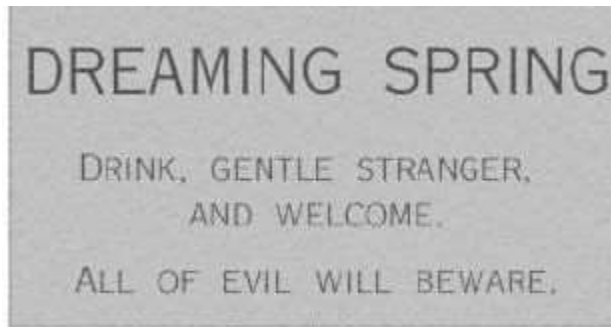 DREAMING SPRING
DRINK, GENTLE STRANGER,
AND WELCOME.
ALL OF EVIL WILL BEWARE.